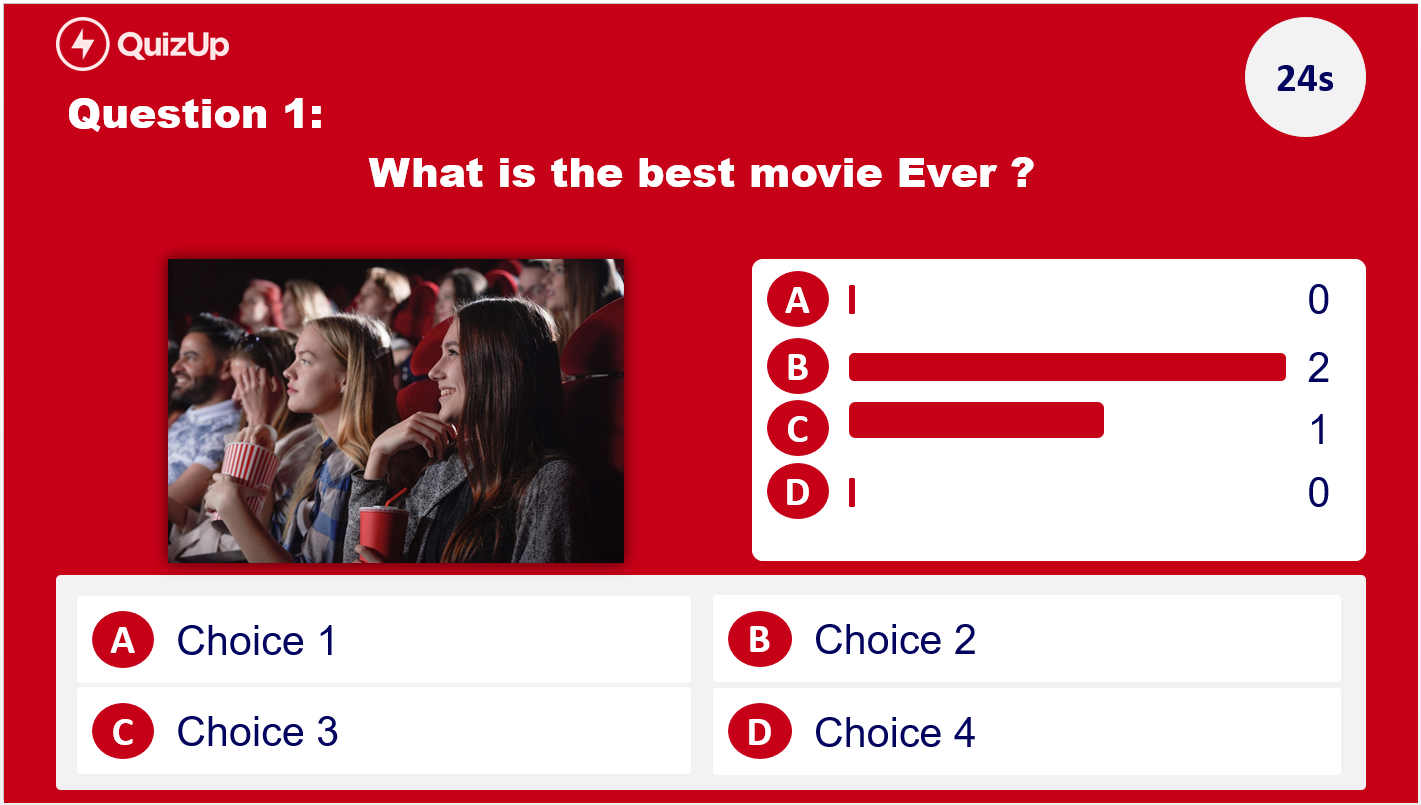 QuizUp
24s
Question 1:
What is the best movie Ever ?
A 0
B 2
C 1
D 0
A Choice 1
B Choice 2
C Choice 3
D Choice 4